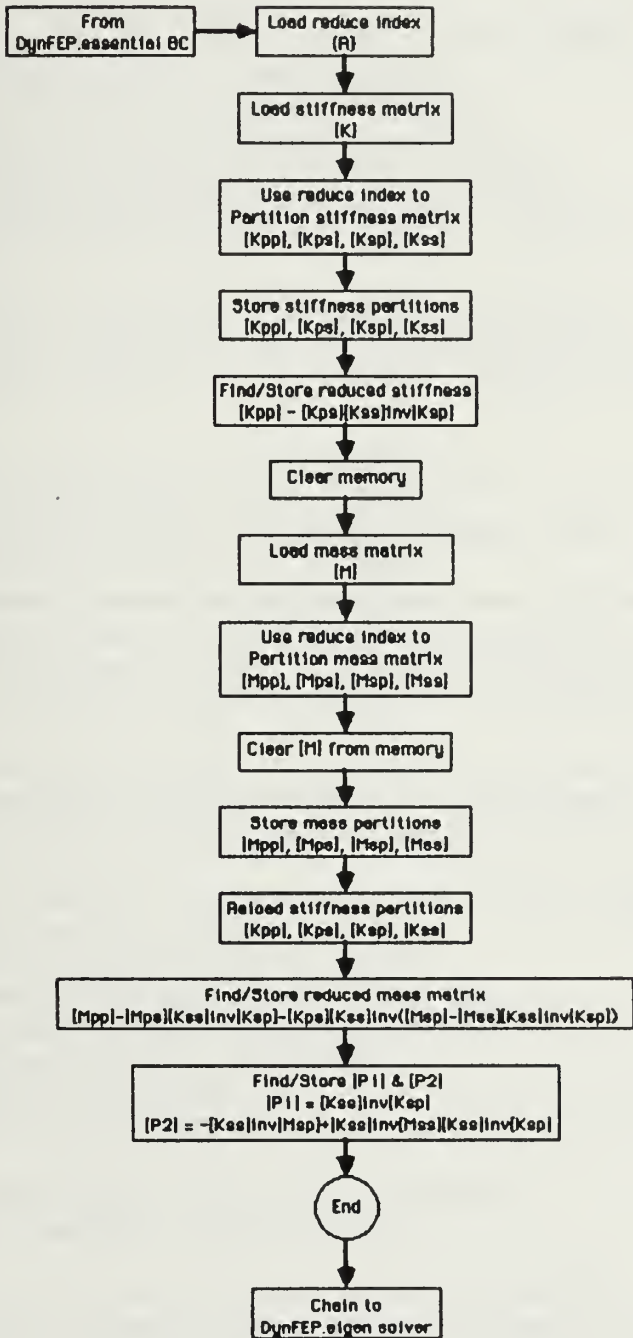 From
DynFEP.essential BC
Load reduce index
[R]
Load stiffness matrix
[K]
Use reduce index to
Partition stiffness matrix
[Kpp], [Kps], [Ksp], [Kss]
Store stiffness partitions
[Kpp], [Kps], [Ksp], [Kss]
Find/Store reduced stiffness
[Kpp] - [Kps][Kss]inv[Ksp]
Clear memory
Load mass matrix
[M]
Use reduce index to
Partition mass matrix
[Mpp], [Mps], [Msp], [Mss]
Clear [M] from memory
Store mass partitions
[Mpp], [Mps], [Msp], [Mss]
Reload stiffness partitions
[Kpp], [Kps], [Ksp], [Kss]
Find/Store reduced mass matrix
[Mpp]-[Mps][Kss]inv[Ksp]-[Kps][Kss]inv([Msp]-[Mss][Kss]inv[Ksp])
Find/Store [P1] & [P2]
[P1] = [Kss]inv[Ksp]
[P2] = -[Kss]inv[Msp]+[Kss]inv[Mss][Kss]inv[Ksp]
End
Chain to
DynFEP.eigen solver